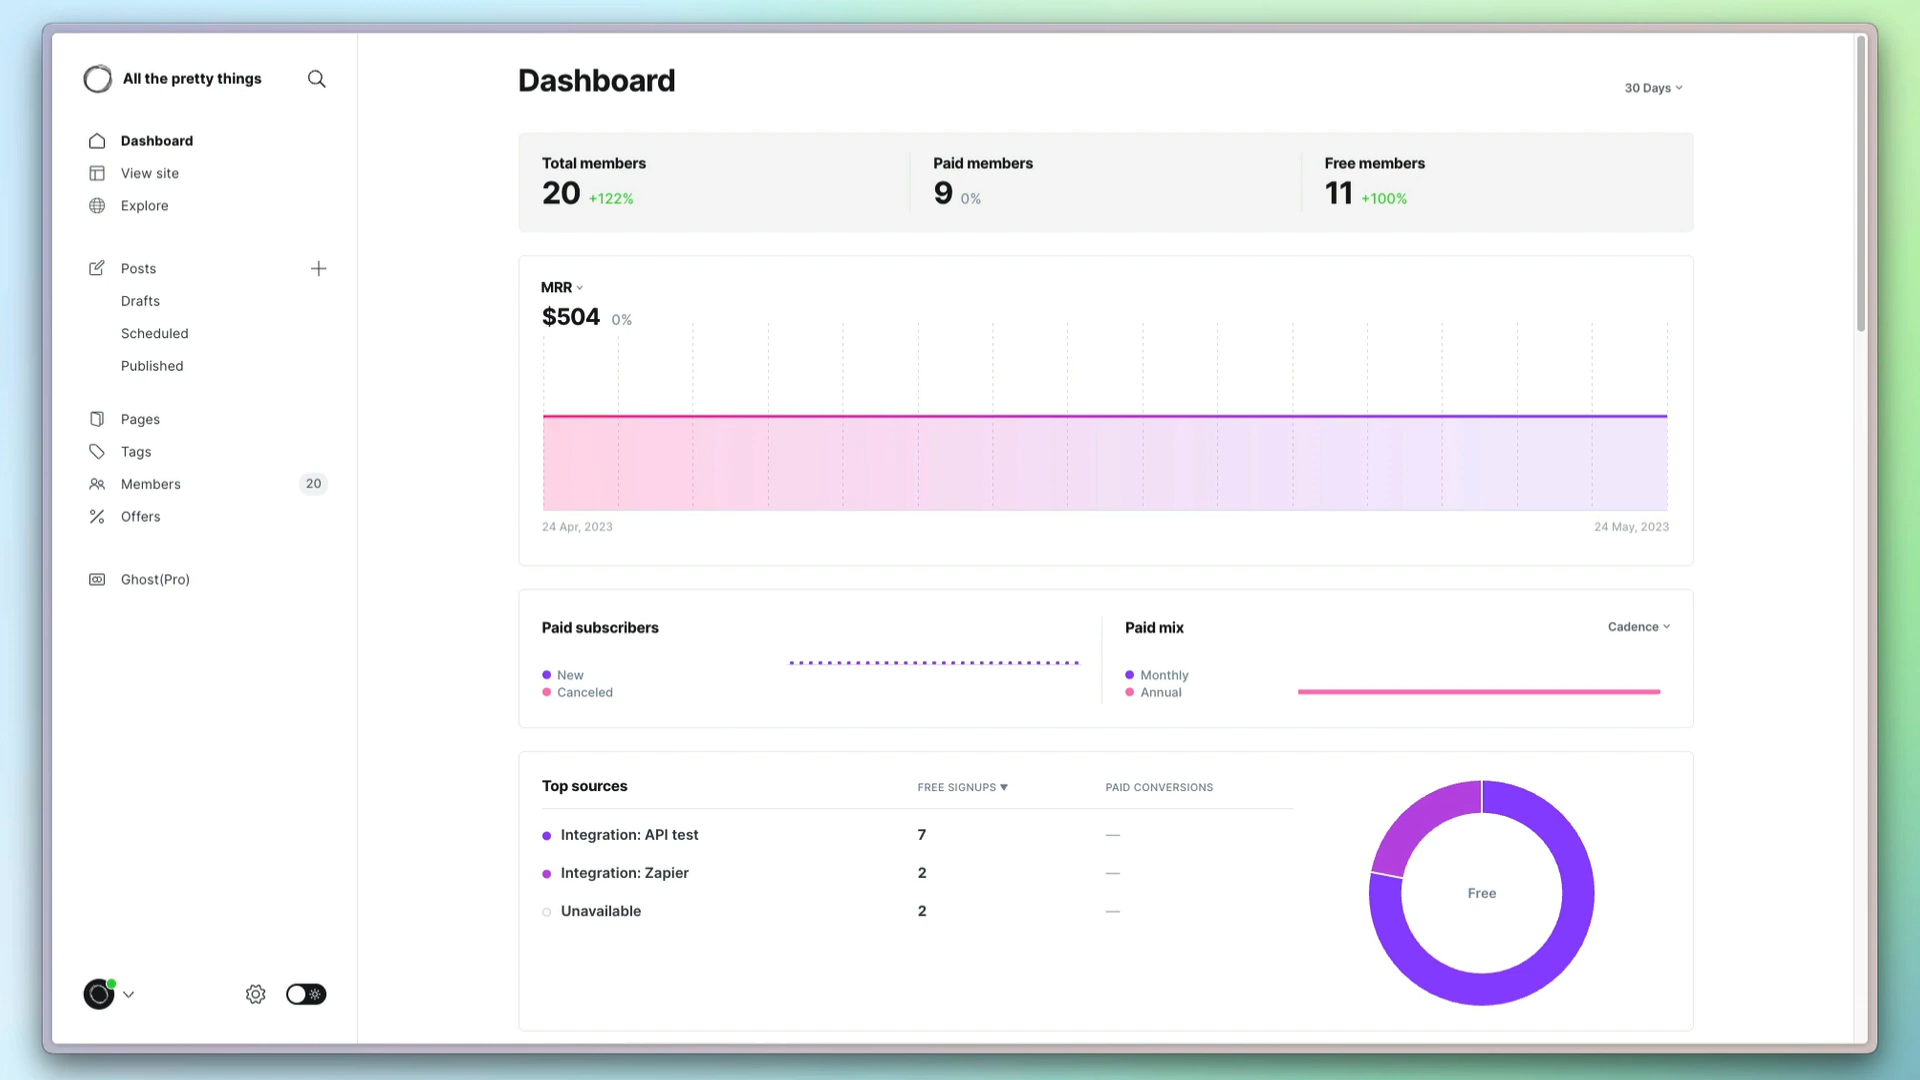 All the pretty things
Dashboard
View site
Explore
Posts
Drafts
Scheduled
Published
Pages
Tags
Members 20
Offers
Ghost(Pro)
Dashboard
30 Days
Total members
20 +122%
Paid members
9 0%
Free members
11 +100%
MRR
$504 0%
24 Apr, 2023
24 May, 2023
Paid subscribers
New
Canceled
Paid mix
Cadence
Monthly
Annual
Top sources FREE SIGNUPS ▼ PAID CONVERSIONS
Integration: API test 7 —
Integration: Zapier 2 —
Unavailable 2 —
Free